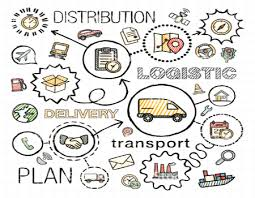 DISTRIBUTION
LOGISTIC
DELIVERY
transport
PLAN